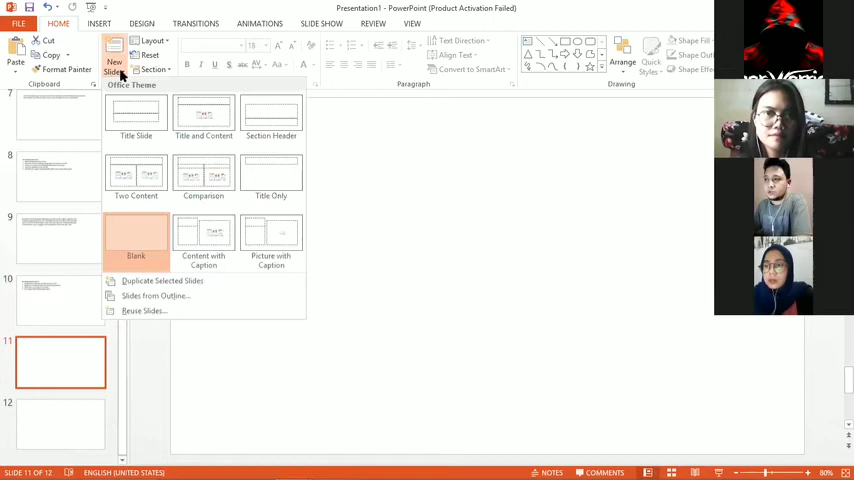 Presentation1 - PowerPoint (Product Activation Failed)
FILE HOME INSERT DESIGN TRANSITIONS ANIMATIONS SLIDE SHOW REVIEW VIEW
Paste
Cut
Copy
Format Painter
Clipboard
New
Slide
Layout
Reset
Section
18
Text Direction
Align Text
Convert to SmartArt
Paragraph
Arrange
Quick
Styles
Shape Fill
Shape Out
Shape Effe
Drawing
Office Theme
Title Slide
Title and Content
Section Header
Two Content
Comparison
Title Only
Blank
Content with
Caption
Picture with
Caption
Duplicate Selected Slides
Slides from Outline...
Reuse Slides...
7
8
9
10
11
12
SLIDE 11 OF 12 ENGLISH (UNITED STATES) NOTES COMMENTS 80%